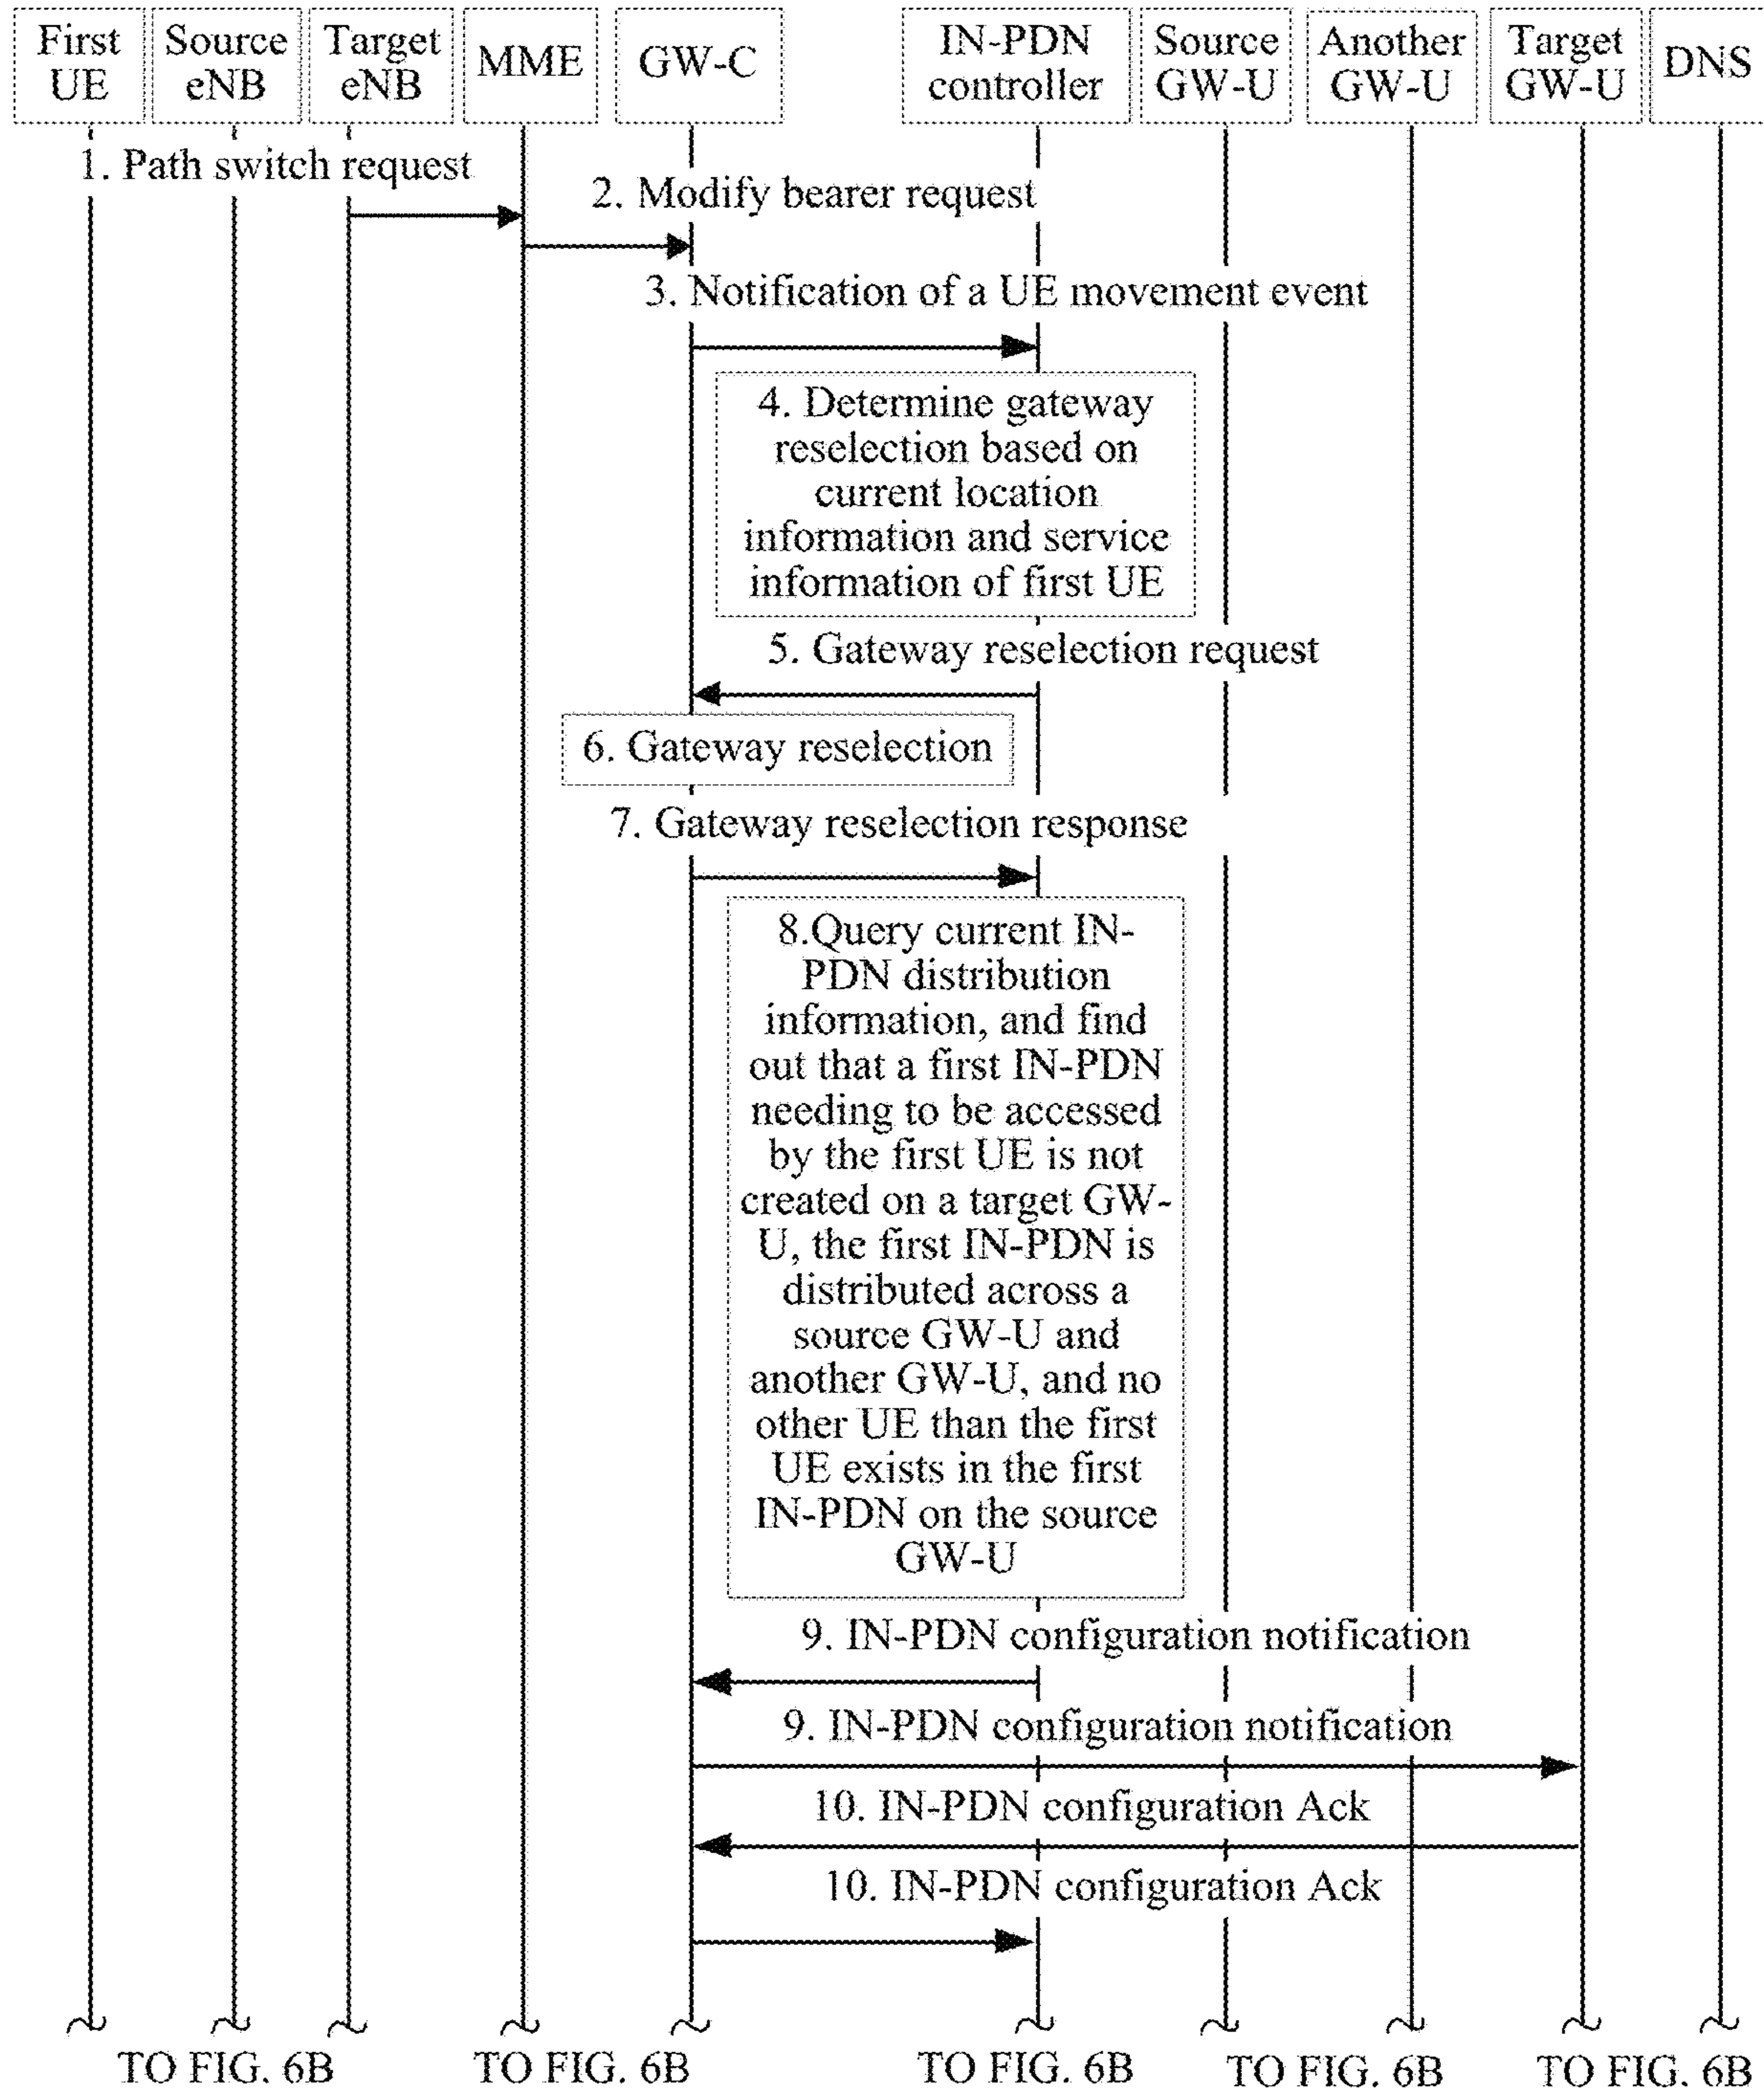 First
UE
Source
eNB
Target
eNB
MME
GW-C
IN-PDN
controller
Source
GW-U
Another
GW-U
Target
GW-U
DNS
1. Path switch request
2. Modify bearer request
3. Notification of a UE movement event
4. Determine gateway
reselection based on
current location
information and service
information of first UE
5. Gateway reselection request
6. Gateway reselection
7. Gateway reselection response
8.Query current IN-
PDN distribution
information, and find
out that a first IN-PDN
needing to be accessed
by the first UE is not
created on a target GW-
U, the first IN-PDN is
distributed across a
source GW-U and
another GW-U, and no
other UE than the first
UE exists in the first
IN-PDN on the source
GW-U
9. IN-PDN configuration notification
9. IN-PDN configuration notification
10. IN-PDN configuration Ack
10. IN-PDN configuration Ack
TO FIG. 6B
TO FIG. 6B
TO FIG. 6B
TO FIG. 6B
TO FIG. 6B